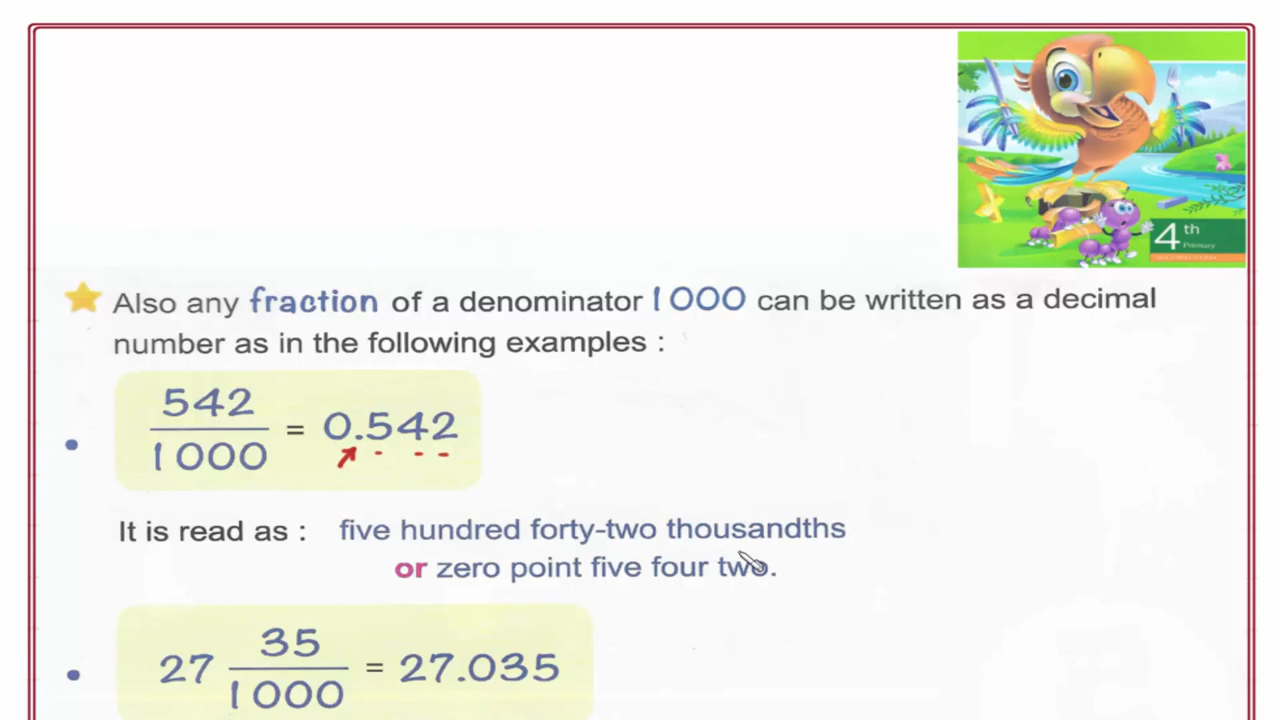 4th
Primary
Also any fraction of a denominator 1000 can be written as a decimal
number as in the following examples :
542/1000 = 0.542
It is read as : five hundred forty-two thousandths
or zero point five four two.
27 35/1000 = 27.035